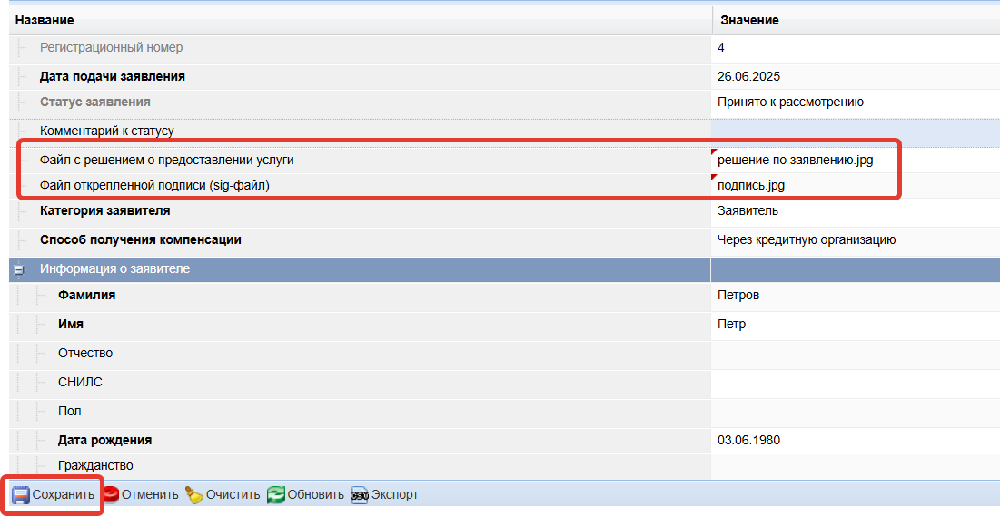 Название Значение
Регистрационный номер 4
Дата подачи заявления 26.06.2025
Статус заявления Принято к рассмотрению
Комментарий к статусу
Файл с решением о предоставлении услуги решение по заявлению.jpg
Файл открепленной подписи (sig-файл) подпись.jpg
Категория заявителя Заявитель
Способ получения компенсации Через кредитную организацию
Информация о заявителе
Фамилия Петров
Имя Петр
Отчество
СНИЛС
Пол
Дата рождения 03.06.1980
Гражданство
Сохранить Отменить Очистить Обновить CSV Экспорт